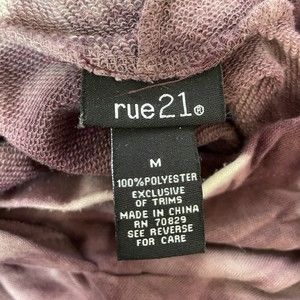 rue21®
M
100%POLYESTER
EXCLUSIVE
OF TRIMS
MADE IN CHINA
RN 70829
SEE REVERSE
FOR CARE